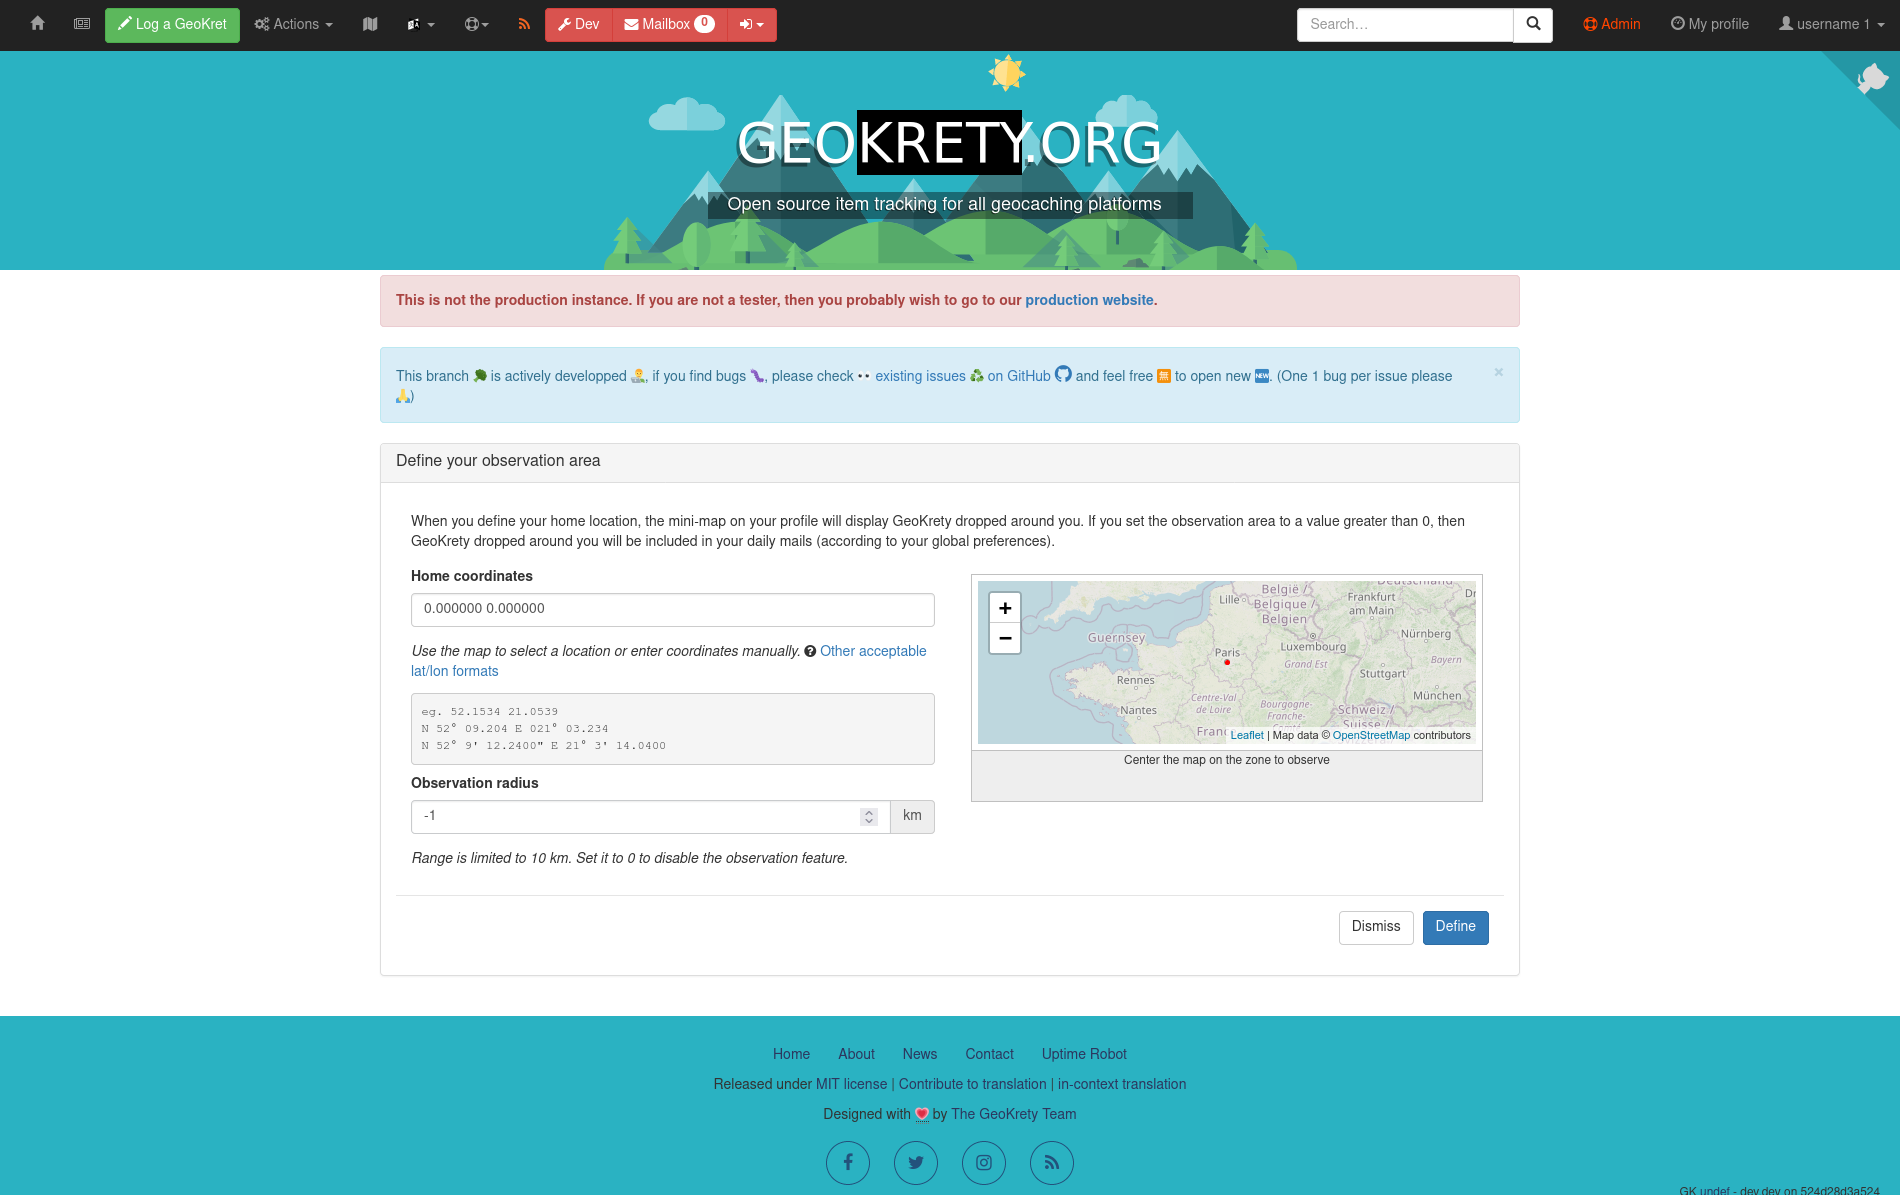 Log a GeoKret
Actions
Dev
Mailbox 0
Search...
Admin
My profile
username 1
GEOKRETY.ORG
Open source item tracking for all geocaching platforms
This is not the production instance. If you are not a tester, then you probably wish to go to our production website.
This branch 🥦 is actively developped, if you find bugs 🐛, please check 👀 existing issues ♻ on GitHub and feel free 🈚 to open new 🆕. (One 1 bug per issue please
🙏)
×
Define your observation area
When you define your home location, the mini-map on your profile will display GeoKrety dropped around you. If you set the observation area to a value greater than 0, then
GeoKrety dropped around you will be included in your daily mails (according to your global preferences).
Home coordinates
0.000000 0.000000
Use the map to select a location or enter coordinates manually. Other acceptable
lat/lon formats
eg. 52.1534 21.0539
N 52° 09.204 E 021° 03.234
N 52° 9' 12.2400" E 21° 3' 14.0400
Observation radius
-1
km
Range is limited to 10 km. Set it to 0 to disable the observation feature.
+
−
Deutschland
België /
Belgique /
Belgien
Lille
Frankfurt
am Main
Dr
Guernsey
Nürnberg
Luxembourg
Paris
Grand Est
Bayern
Stuttgart
Rennes
München
Centre-Val
de Loire
Bourgogne-
Franche-
Comté
Nantes
Schweiz /
Suisse /
Franc
Leaflet | Map data © OpenStreetMap contributors
Center the map on the zone to observe
Dismiss
Define
Home
About
News
Contact
Uptime Robot
Released under MIT license | Contribute to translation | in-context translation
Designed with 💗 by The GeoKrety Team
GK undef - dev.dev on 524d28d3a524